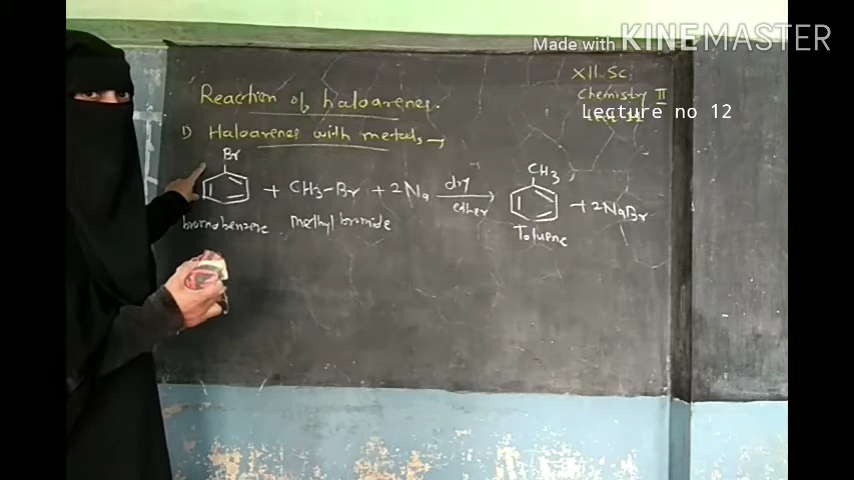 Made with KINEMASTER
XII Sc.
Chemistry II
Lecture no 12
Reaction of haloarenes.
1) Haloarenes with metals →
Br
CH3
+ CH3-Br + 2Na dry ether → + 2NaBr
bromobenzene methyl bromide Toluene